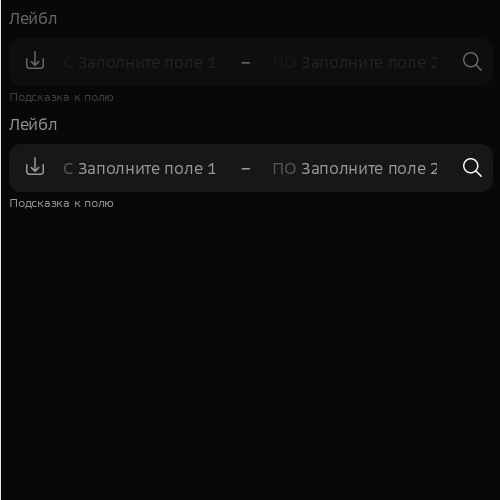 Лейбл
С Заполните поле 1 – ПО Заполните поле 2
Подсказка к полю
Лейбл
С Заполните поле 1 – ПО Заполните поле 2
Подсказка к полю